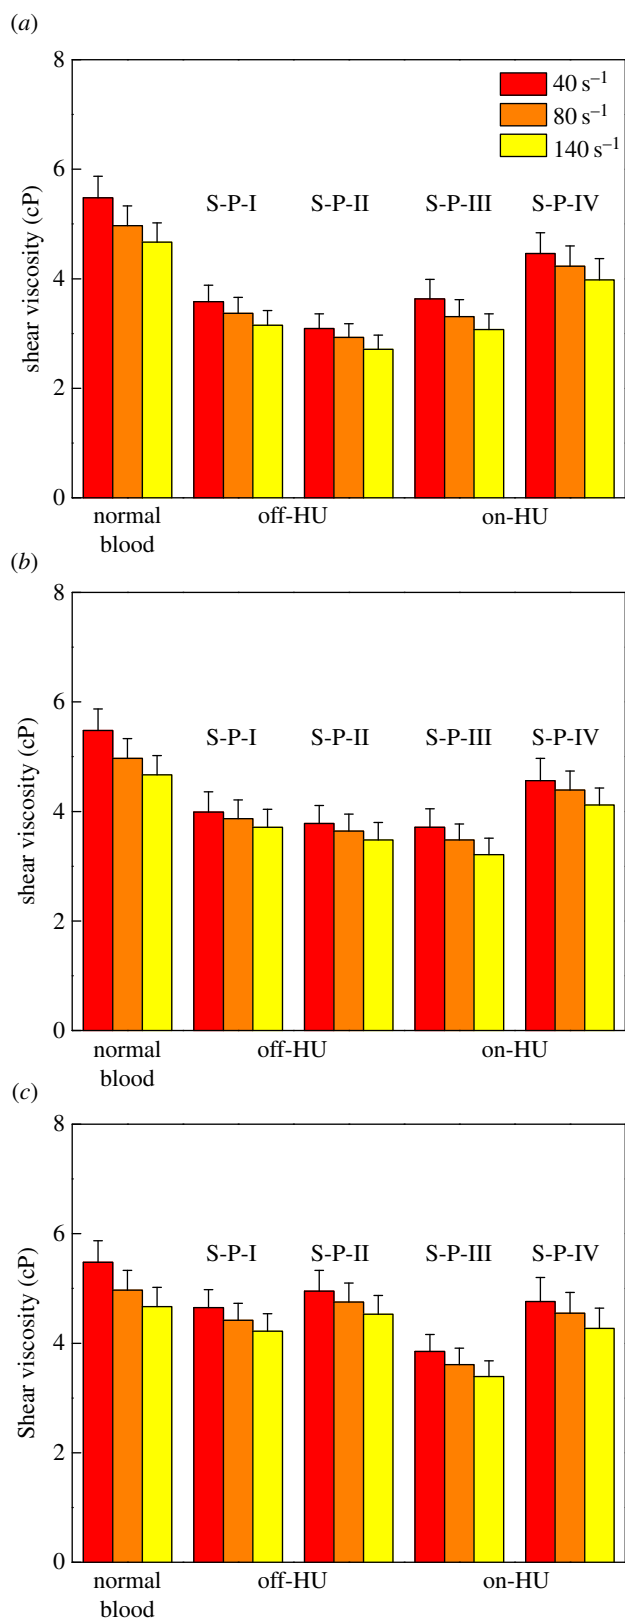 (a)
8
6
4
2
0
shear viscosity (cP)
40 s⁻¹
80 s⁻¹
140 s⁻¹
S-P-I S-P-II S-P-III S-P-IV
normal blood off-HU on-HU
(b)
8
6
4
2
0
shear viscosity (cP)
S-P-I S-P-II S-P-III S-P-IV
normal blood off-HU on-HU
(c)
8
6
4
2
0
Shear viscosity (cP)
S-P-I S-P-II S-P-III S-P-IV
normal blood off-HU on-HU